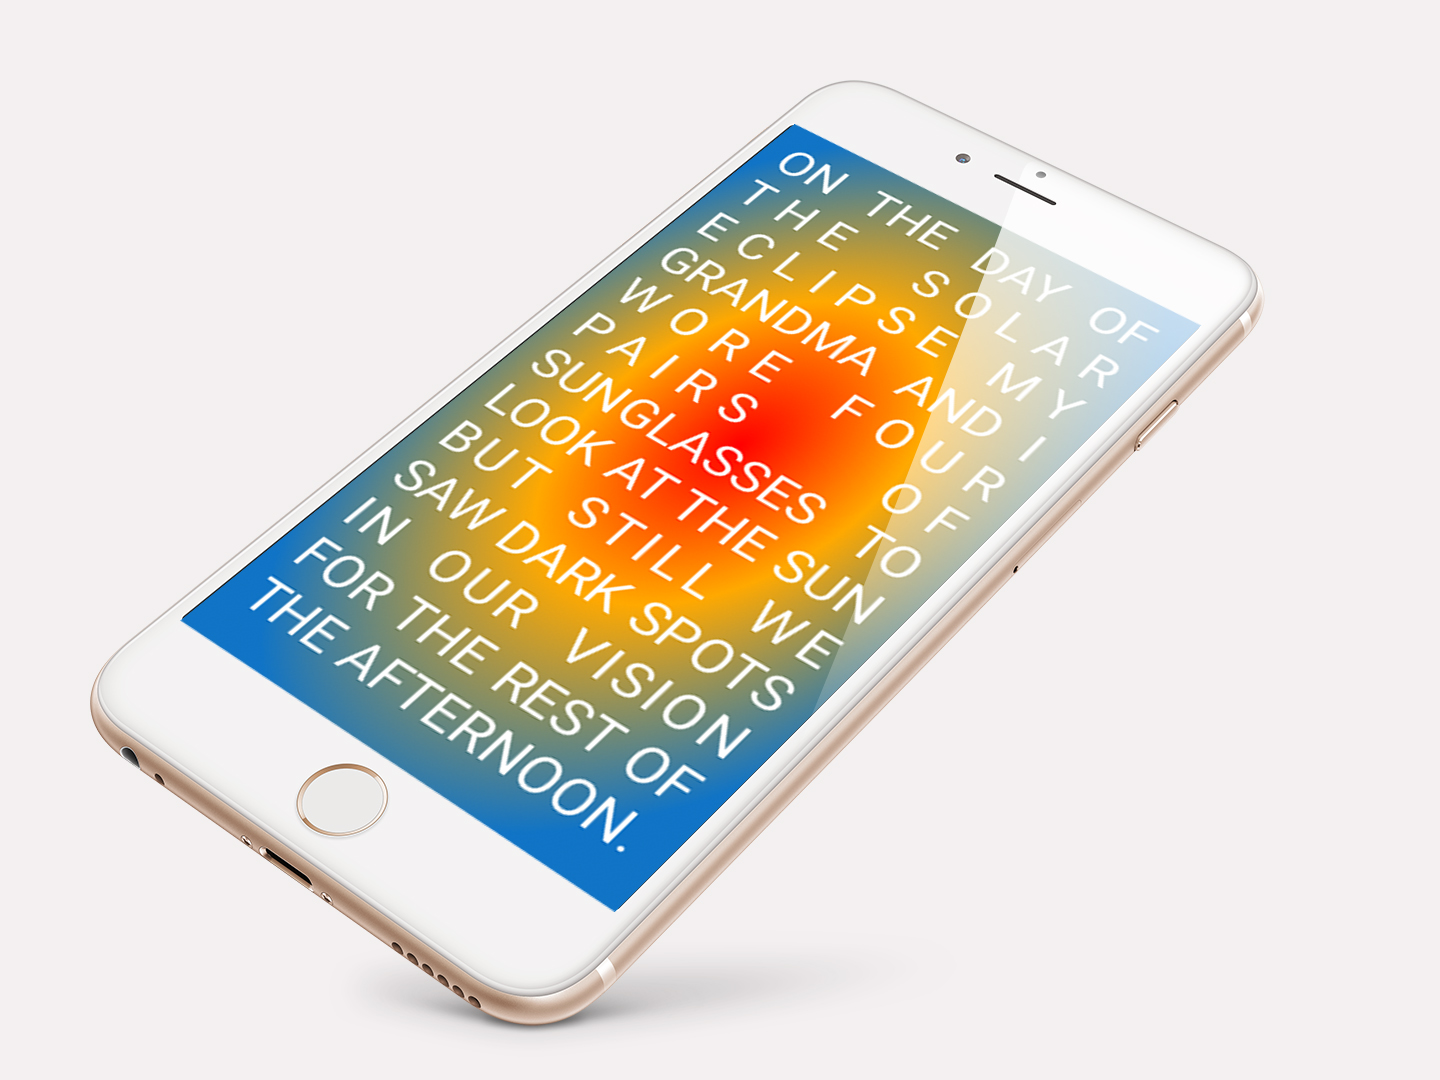 ON THE DAY OF
THE SOLAR
ECLIPSE MY
GRANDMA AND I
WORE FOUR
PAIRS OF
SUNGLASSES TO
LOOK AT THE SUN
BUT STILL WE
SAW DARK SPOTS
IN OUR VISION
FOR THE REST OF
THE AFTERNOON.